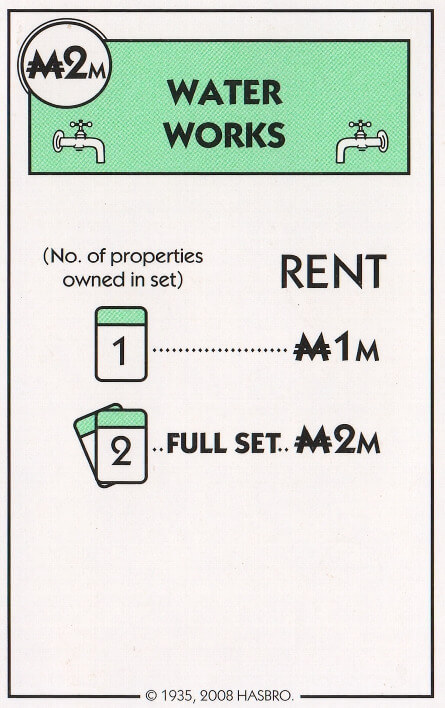 ₩2M
WATER
WORKS
(No. of properties
owned in set)
RENT
1 ............... ₩1M
2 ..FULL SET.. ₩2M
© 1935, 2008 HASBRO.